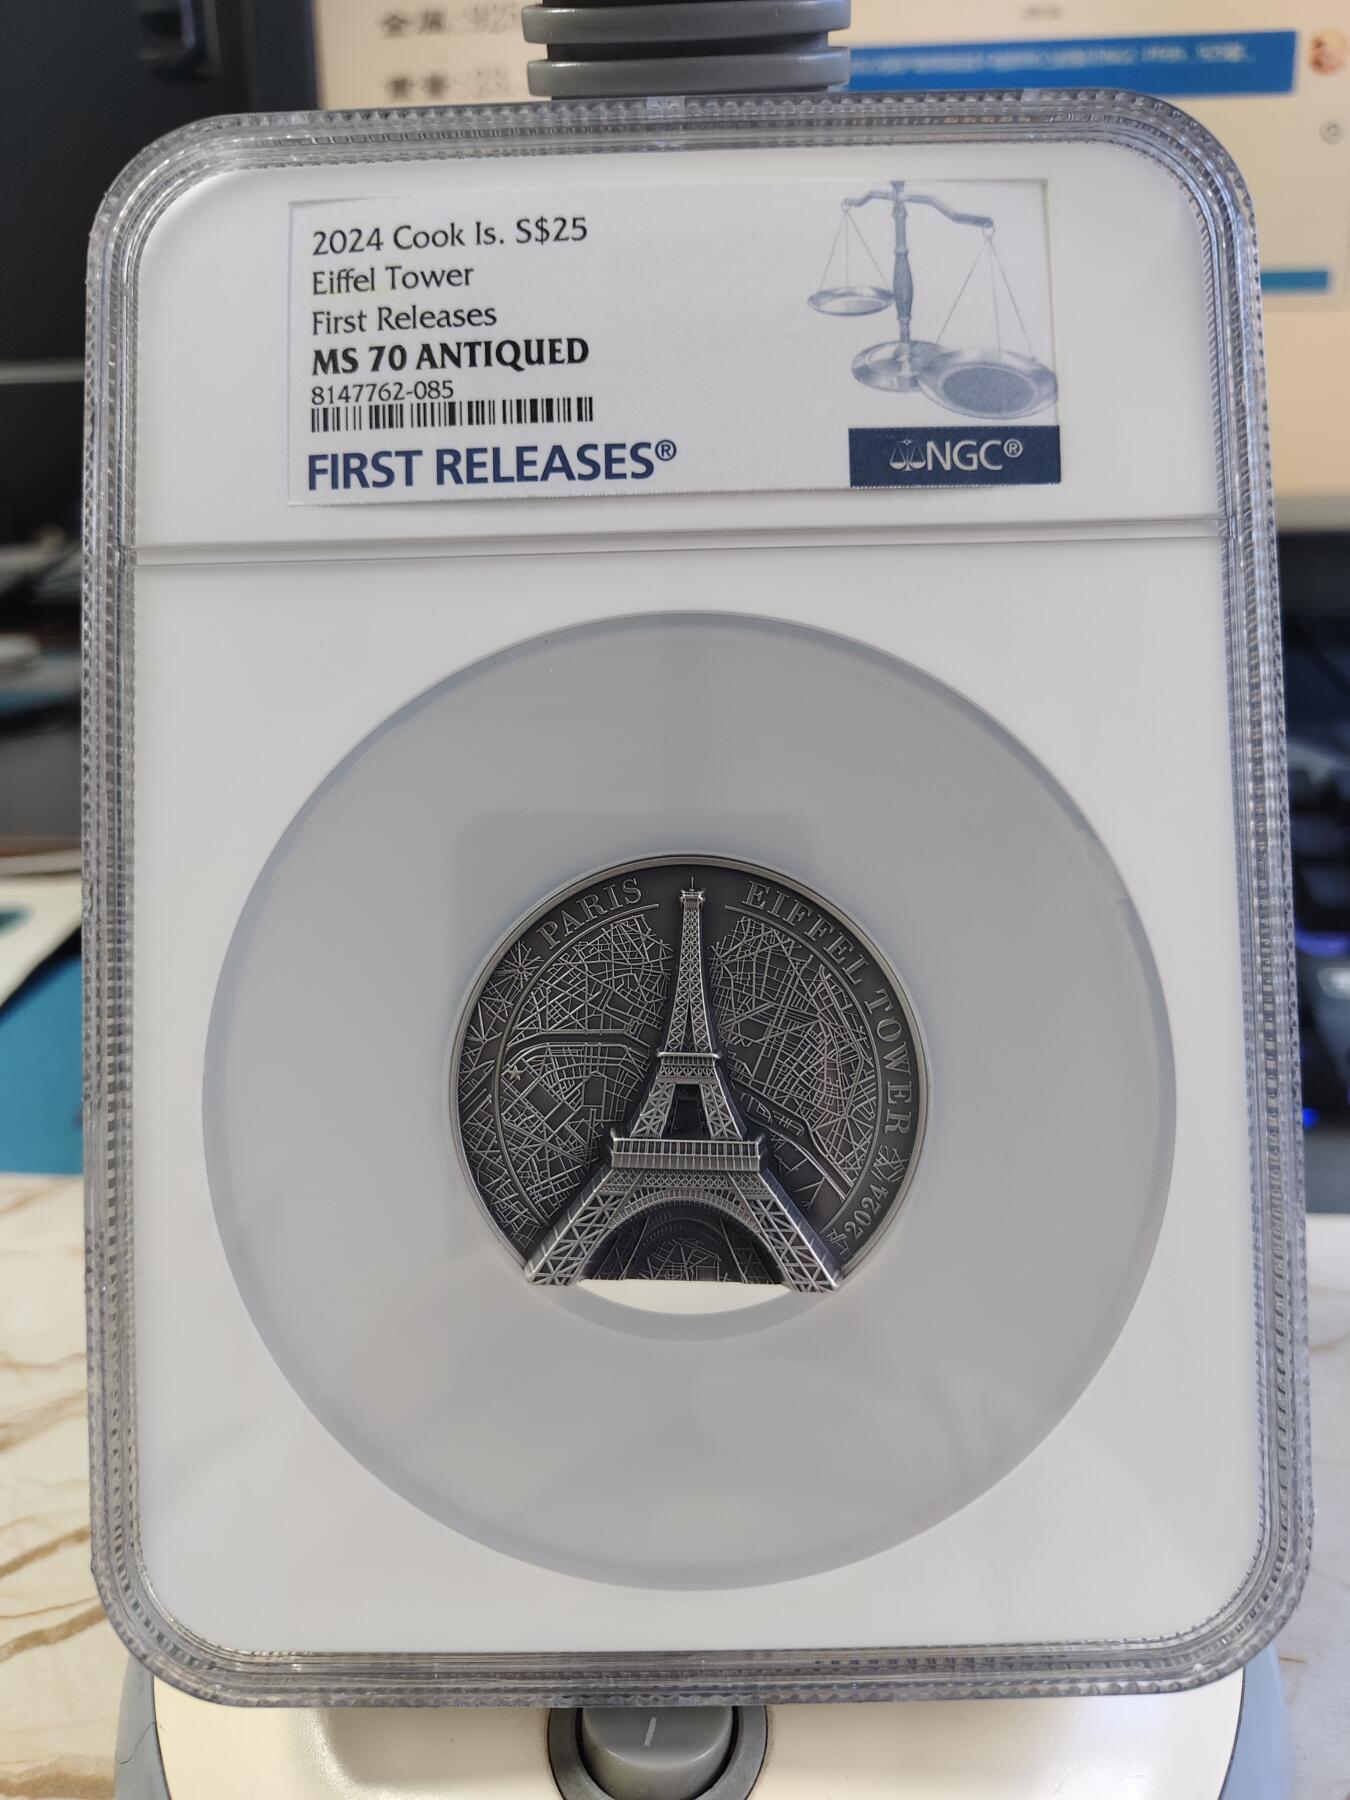 2024 Cook Is. S$25
Eiffel Tower
First Releases
MS 70 ANTIQUED
8147762-085
FIRST RELEASES®
NGC®
PARIS
EIFFEL TOWER
2024